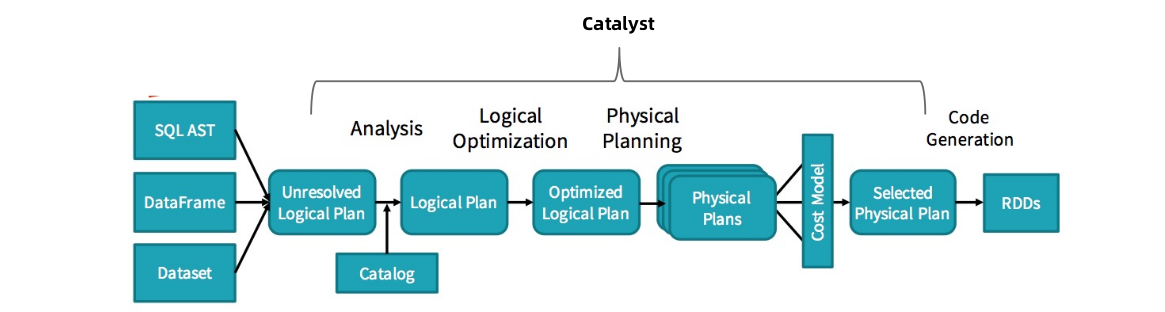 Catalyst
Analysis
Logical
Optimization
Physical
Planning
Code
Generation
SQL AST
DataFrame
Dataset
Unresolved
Logical Plan
Catalog
Logical Plan
Optimized
Logical Plan
Physical
Plans
Cost Model
Selected
Physical Plan
RDDs